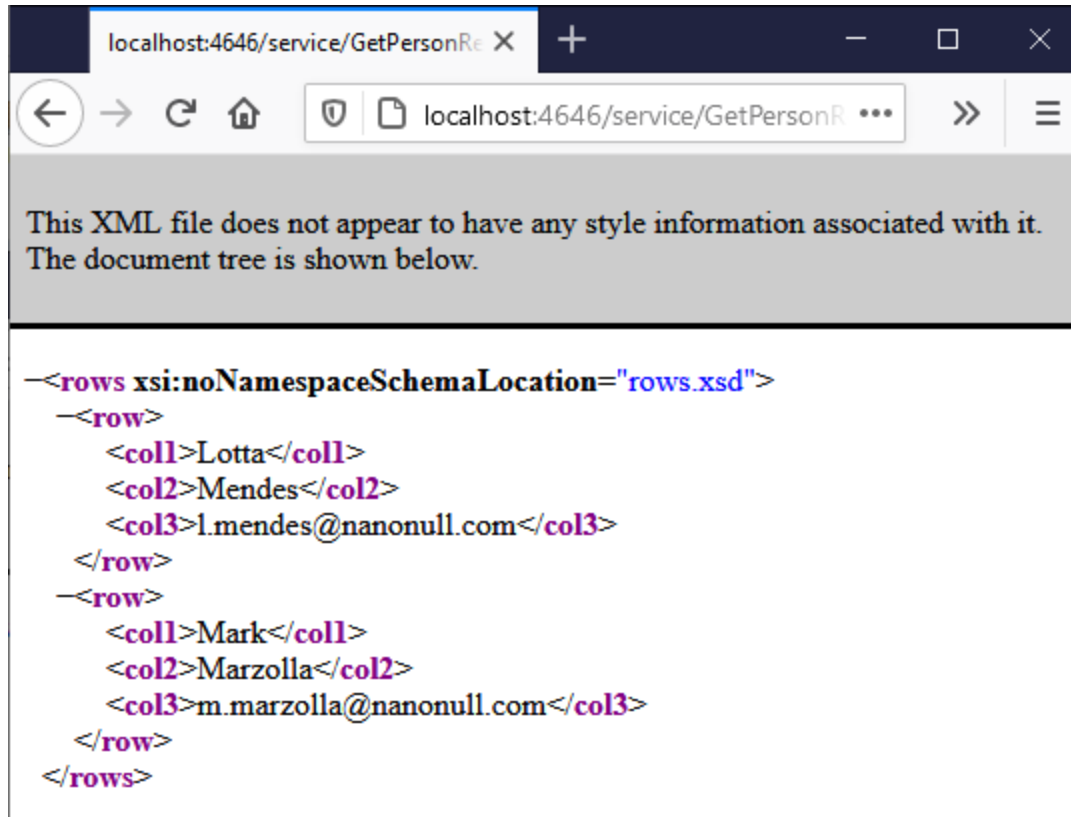 localhost:4646/service/GetPersonRe
localhost:4646/service/GetPersonR
This XML file does not appear to have any style information associated with it.
The document tree is shown below.
−<rows xsi:noNamespaceSchemaLocation="rows.xsd">
−<row>
<col1>Lotta</col1>
<col2>Mendes</col2>
<col3>l.mendes@nanonull.com</col3>
</row>
−<row>
<col1>Mark</col1>
<col2>Marzolla</col2>
<col3>m.marzolla@nanonull.com</col3>
</row>
</rows>